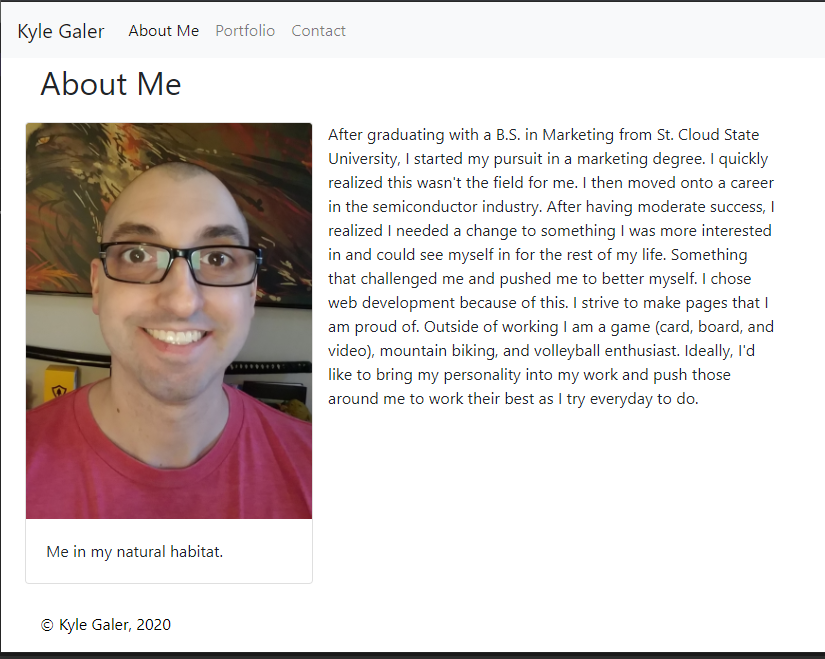 Kyle Galer About Me Portfolio Contact
About Me
After graduating with a B.S. in Marketing from St. Cloud State
University, I started my pursuit in a marketing degree. I quickly
realized this wasn't the field for me. I then moved onto a career
in the semiconductor industry. After having moderate success, I
realized I needed a change to something I was more interested
in and could see myself in for the rest of my life. Something
that challenged me and pushed me to better myself. I chose
web development because of this. I strive to make pages that I
am proud of. Outside of working I am a game (card, board, and
video), mountain biking, and volleyball enthusiast. Ideally, I'd
like to bring my personality into my work and push those
around me to work their best as I try everyday to do.
Me in my natural habitat.
© Kyle Galer, 2020